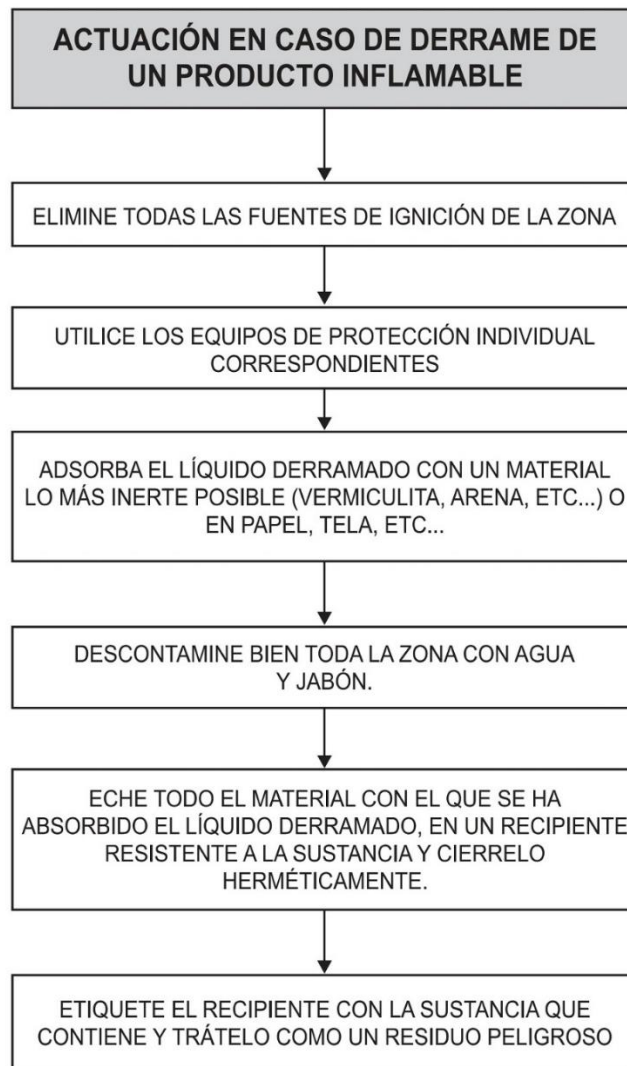 ACTUACIÓN EN CASO DE DERRAME DE
UN PRODUCTO INFLAMABLE
ELIMINE TODAS LAS FUENTES DE IGNICIÓN DE LA ZONA
UTILICE LOS EQUIPOS DE PROTECCIÓN INDIVIDUAL
CORRESPONDIENTES
ADSORBA EL LÍQUIDO DERRAMADO CON UN MATERIAL
LO MÁS INERTE POSIBLE (VERMICULITA, ARENA, ETC...) O
EN PAPEL, TELA, ETC...
DESCONTAMINE BIEN TODA LA ZONA CON AGUA
Y JABÓN.
ECHE TODO EL MATERIAL CON EL QUE SE HA
ABSORBIDO EL LÍQUIDO DERRAMADO, EN UN RECIPIENTE
RESISTENTE A LA SUSTANCIA Y CIERRELO
HERMÉTICAMENTE.
ETIQUETE EL RECIPIENTE CON LA SUSTANCIA QUE
CONTIENE Y TRÁTELO COMO UN RESIDUO PELIGROSO